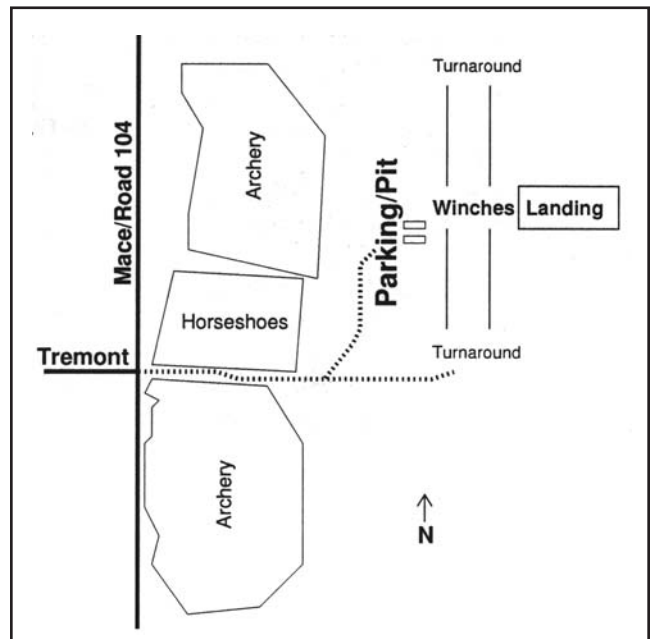 Turnaround
Mace/Road 104
Archery
Parking/Pit
Winches
Landing
Horseshoes
Tremont
Turnaround
Archery
N